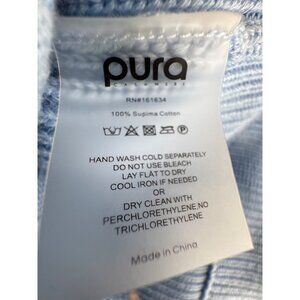 pura
CASHMERE
RN#161634
100% Supima Cotton
HAND WASH COLD SEPARATELY
DO NOT USE BLEACH
LAY FLAT TO DRY
COOL IRON IF NEEDED
OR
DRY CLEAN WITH
PERCHLORETHYLENE,NO
TRICHLORETHYLENE
Made in China